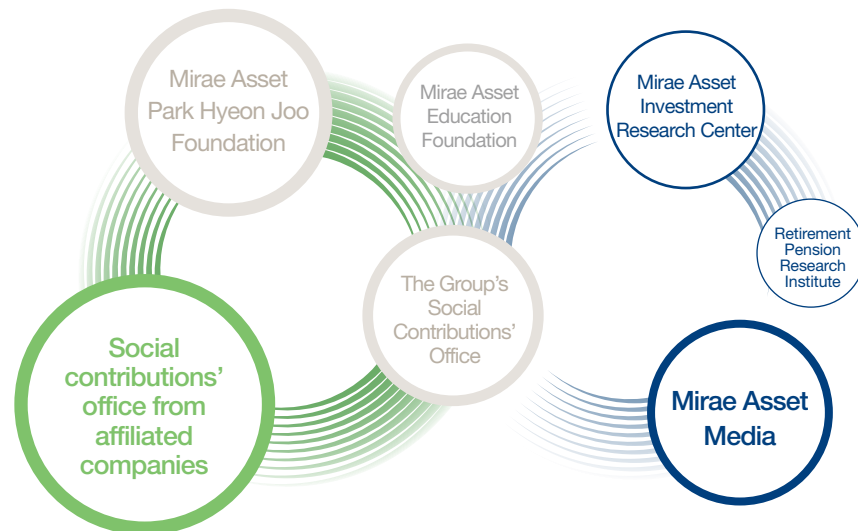 Mirae Asset
Park Hyeon Joo
Foundation
Mirae Asset
Education
Foundation
Mirae Asset
Investment
Research Center
Retirement
Pension
Research
Institute
The Group's
Social
Contributions'
Office
Social
contributions'
office from
affiliated
companies
Mirae Asset
Media